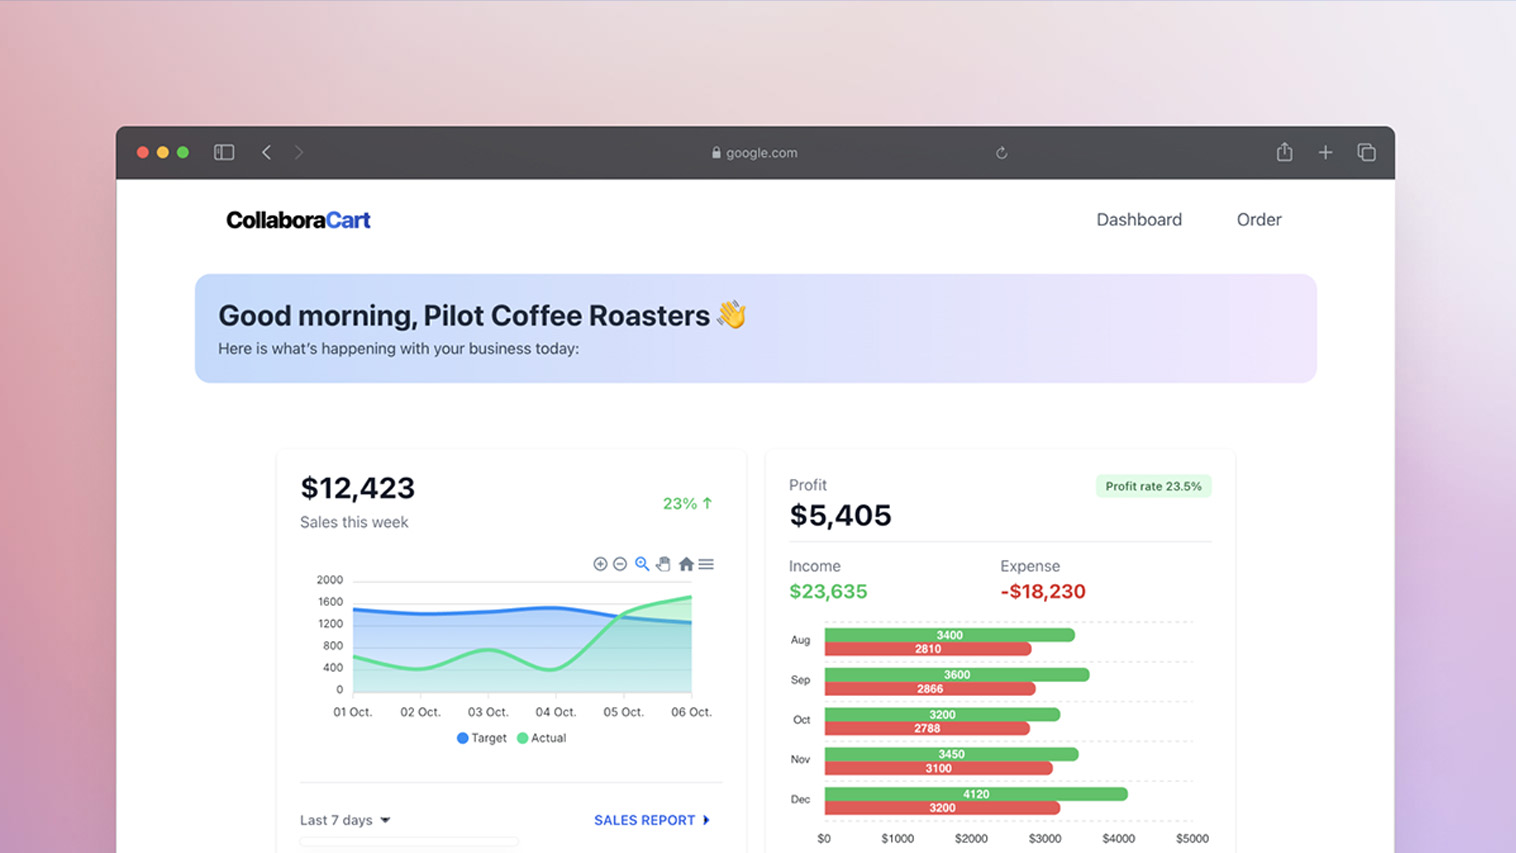 google.com
CollaboraCart
Dashboard
Order
Good morning, Pilot Coffee Roasters 👋
Here is what's happening with your business today:
$12,423
23% ↑
Sales this week
2000
1600
1200
800
400
0
01 Oct.
02 Oct.
03 Oct.
04 Oct.
05 Oct.
06 Oct.
Target
Actual
Last 7 days
SALES REPORT
Profit
Profit rate 23.5%
$5,405
Income
Expense
$23,635
-$18,230
Aug
3400
2810
Sep
3600
2866
Oct
3200
2788
Nov
3450
3100
Dec
4120
3200
$0
$1000
$2000
$3000
$4000
$5000